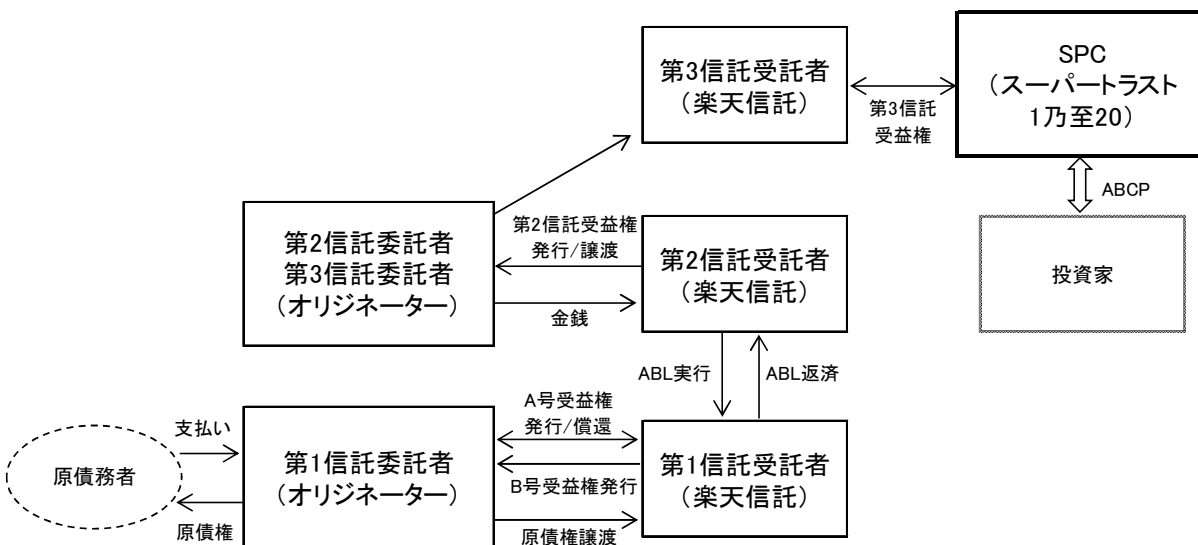 第3信託受託者
（楽天信託）
第3信託
受益権
SPC
（スーパートラスト
1乃至20）
ABCP
投資家
第2信託委託者
第3信託委託者
（オリジネーター）
第2信託受益権
発行/譲渡
金銭
第2信託受託者
（楽天信託）
ABL実行
ABL返済
原債務者
支払い
原債権
第1信託委託者
（オリジネーター）
A号受益権
発行/償還
B号受益権発行
原債権譲渡
第1信託受託者
（楽天信託）